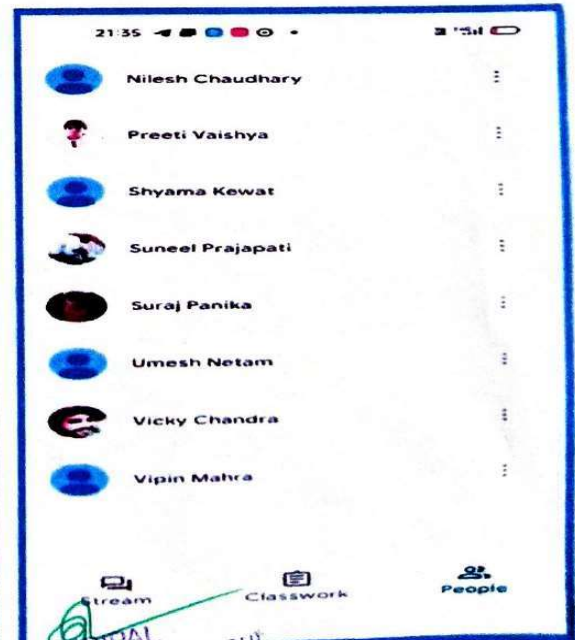 21:35
Nilesh Chaudhary
Preeti Vaishya
Shyama Kewat
Suneel Prajapati
Suraj Panika
Umesh Netam
Vicky Chandra
Vipin Mahra
Stream Classwork People